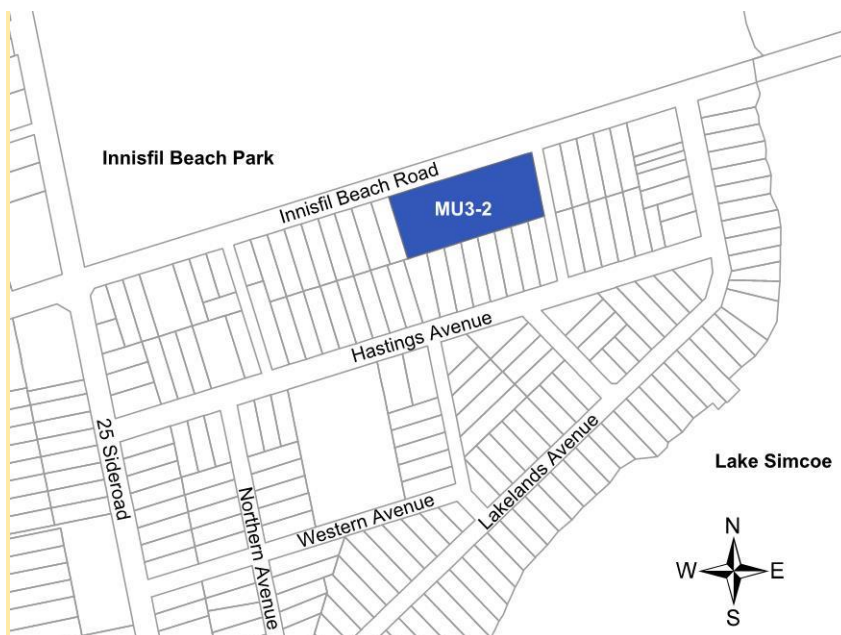 Innisfil Beach Park
Innisfil Beach Road
MU3-2
Hastings Avenue
25 Sideroad
Northern Avenue
Western Avenue
Lakelands Avenue
Lake Simcoe
N
W E
S